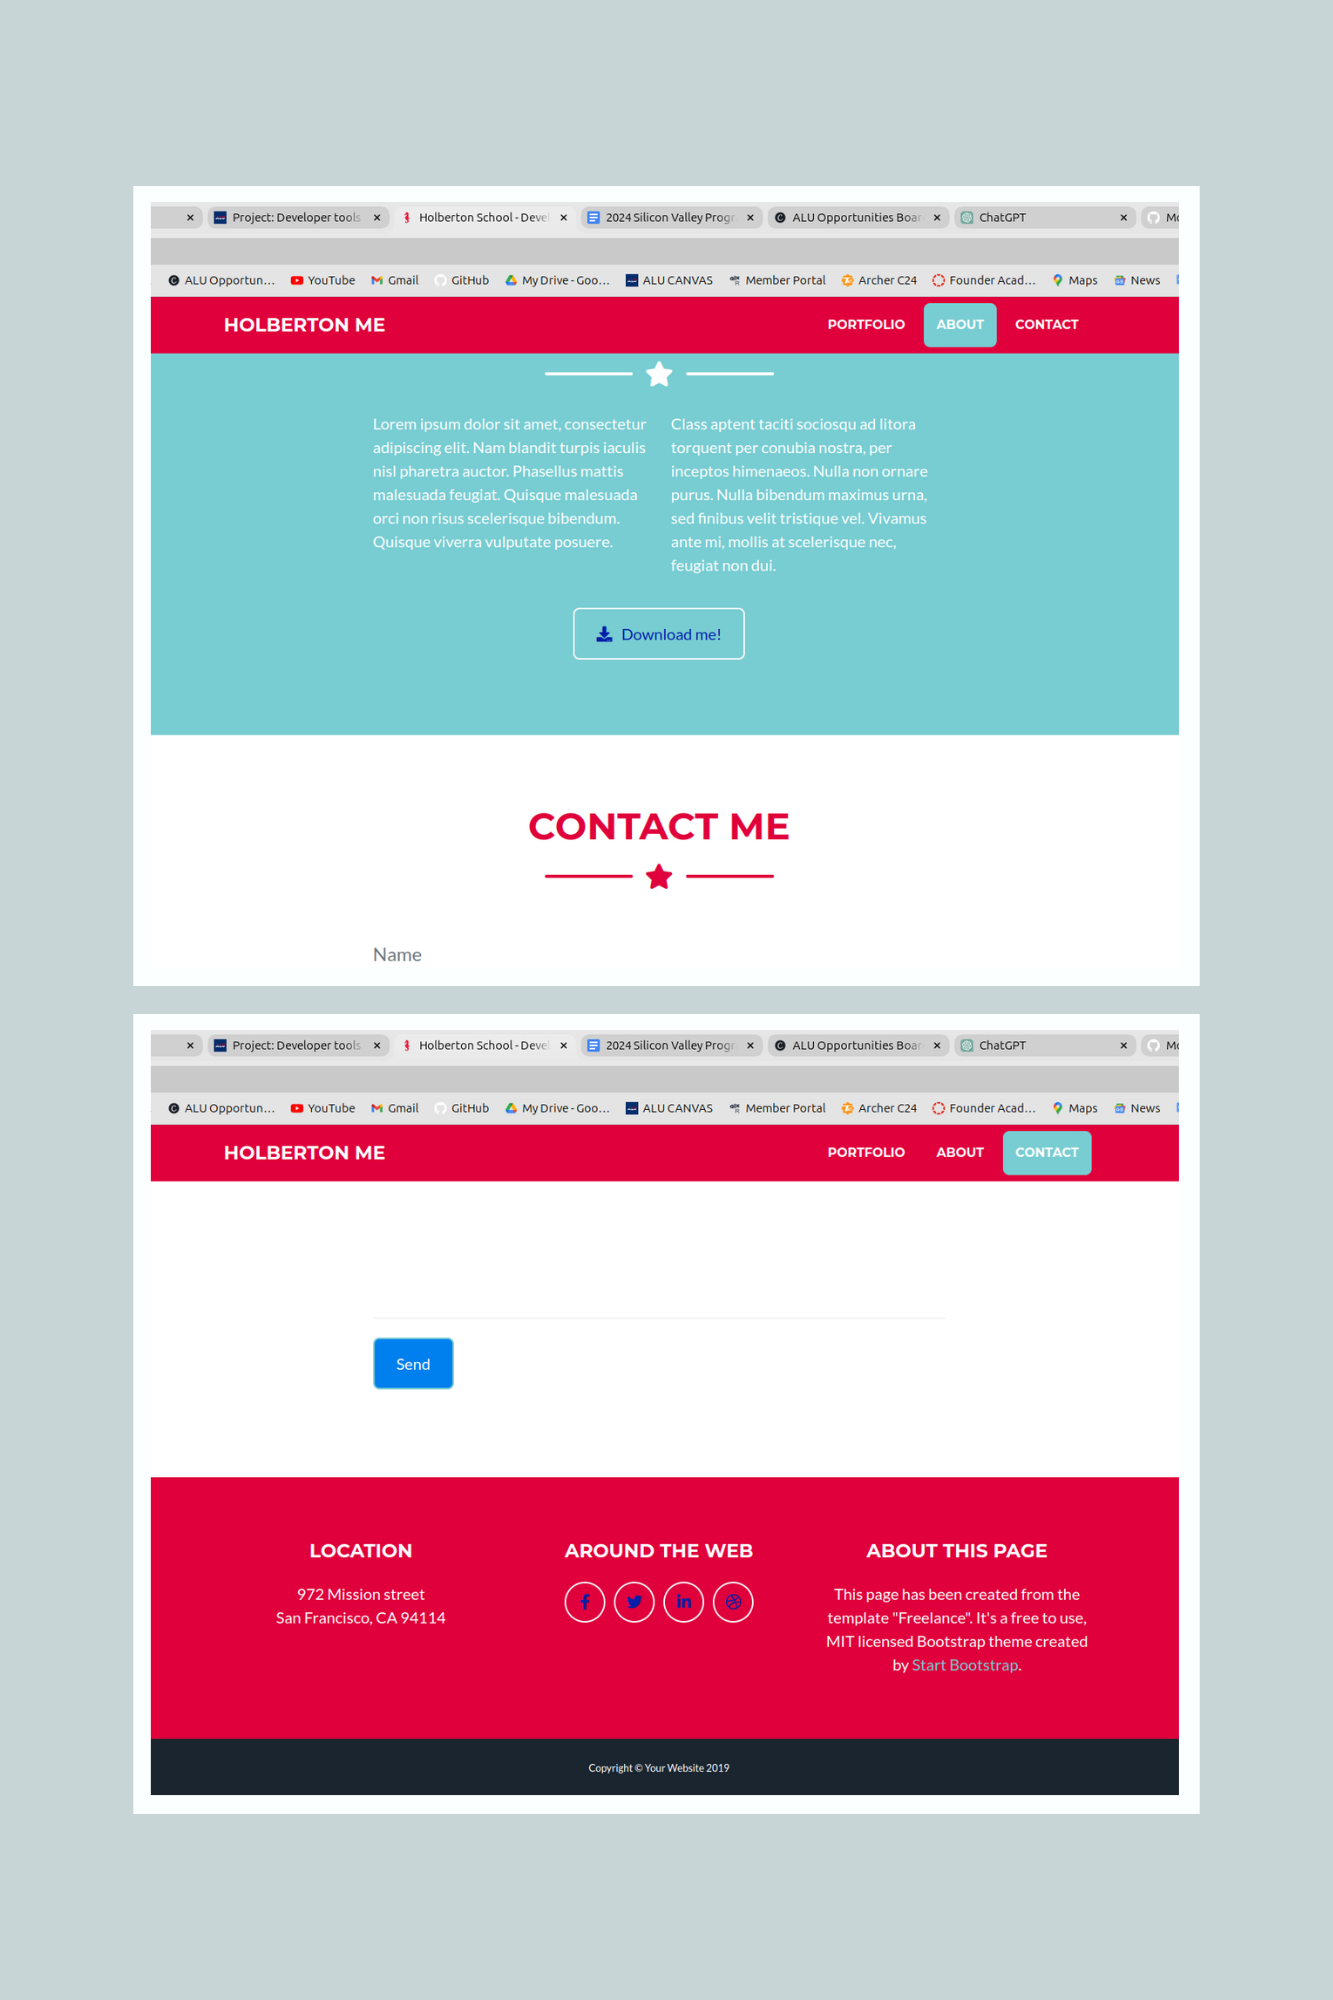 Project: Developer tools
Holberton School - Devel
2024 Silicon Valley Progr
ALU Opportunities Boar
ChatGPT
Mo
ALU Opportun...
YouTube
Gmail
GitHub
My Drive - Goo...
ALU CANVAS
Member Portal
Archer C24
Founder Acad...
Maps
News
HOLBERTON ME
PORTFOLIO
ABOUT
CONTACT
Lorem ipsum dolor sit amet, consectetur
adipiscing elit. Nam blandit turpis iaculis
nisl pharetra auctor. Phasellus mattis
malesuada feugiat. Quisque malesuada
orci non risus scelerisque bibendum.
Quisque viverra vulputate posuere.
Class aptent taciti sociosqu ad litora
torquent per conubia nostra, per
inceptos himenaeos. Nulla non ornare
purus. Nulla bibendum maximus urna,
sed finibus velit tristique vel. Vivamus
ante mi, mollis at scelerisque nec,
feugiat non dui.
Download me!
CONTACT ME
Name
Project: Developer tools
Holberton School - Devel
2024 Silicon Valley Progr
ALU Opportunities Boar
ChatGPT
Mo
ALU Opportun...
YouTube
Gmail
GitHub
My Drive - Goo...
ALU CANVAS
Member Portal
Archer C24
Founder Acad...
Maps
News
HOLBERTON ME
PORTFOLIO
ABOUT
CONTACT
Send
LOCATION
972 Mission street
San Francisco, CA 94114
AROUND THE WEB
ABOUT THIS PAGE
This page has been created from the
template "Freelance". It's a free to use,
MIT licensed Bootstrap theme created
by Start Bootstrap.
Copyright © Your Website 2019